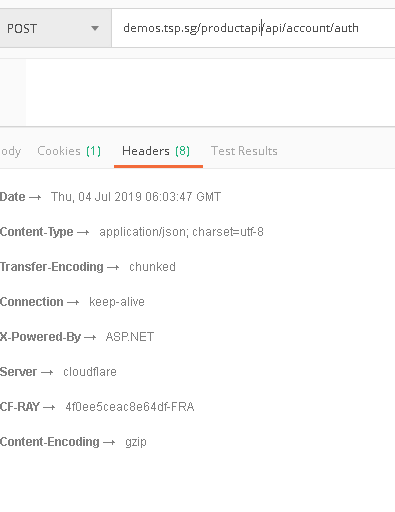 POST demos.tsp.sg/productapi/api/account/auth
ody Cookies (1) Headers (8) Test Results
Date → Thu, 04 Jul 2019 06:03:47 GMT
Content-Type → application/json; charset=utf-8
Transfer-Encoding → chunked
Connection → keep-alive
X-Powered-By → ASP.NET
Server → cloudflare
CF-RAY → 4f0ee5ceac8e64df-FRA
Content-Encoding → gzip